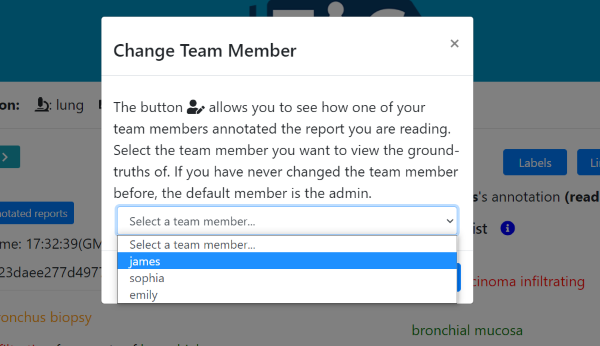 Change Team Member
×
on:
: lung
The button allows you to see how one of your
team members annotated the report you are reading.
Select the team member you want to view the ground-
truths of. If you have never changed the team member
before, the default member is the admin.
Labels
's annotation (read
notated reports
Select a team member...
ist
me: 17:32:39(GM
Select a team member...
james
23daee277d497
sophia
cinoma infiltrating
emily
onchus biopsy
bronchial mucosa